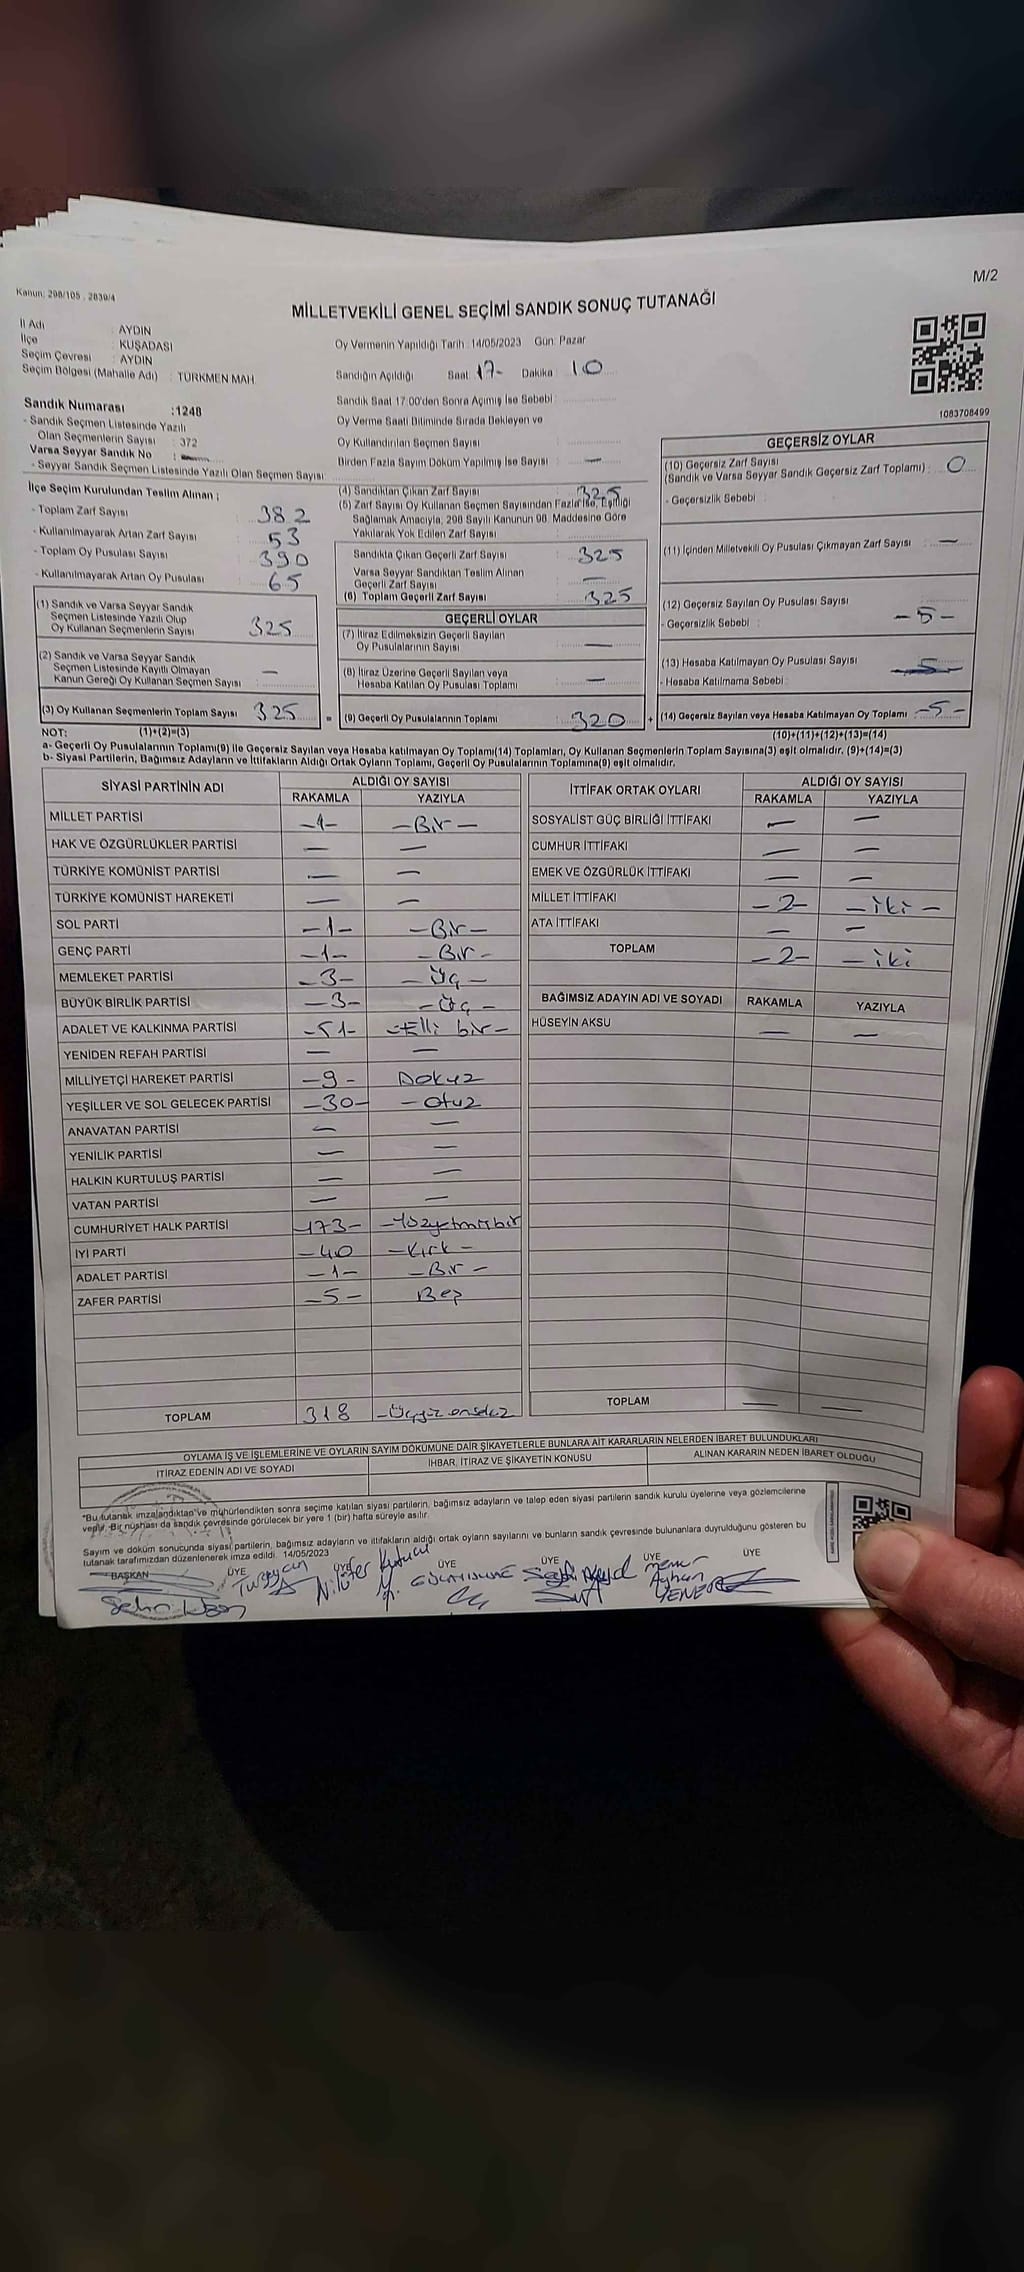 M/2
Kanun: 298/105 , 2839/4
MİLLETVEKİLİ GENEL SEÇİMİ SANDIK SONUÇ TUTANAĞI
İl Adı : AYDIN
İlçe : KUŞADASI
Seçim Çevresi : AYDIN
Seçim Bölgesi (Mahalle Adı) : TÜRKMEN MAH
Oy Vermenin Yapıldığı Tarih :14/05/2023 Gün: Pazar
Sandığın Açıldığı Saat 17- Dakika 10
Sandık Saat 17:00'den Sonra Açımış İse Sebebi :
Oy Verme Saati Bitiminde Sırada Bekleyen ve
Oy Kullandırılan Seçmen Sayısı
Birden Fazla Sayım Döküm Yapılmış İse Sayısı —
1083708499
Sandık Numarası :1248
- Sandık Seçmen Listesinde Yazılı
Olan Seçmenlerin Sayısı : 372
Varsa Seyyar Sandık No :
- Seyyar Sandık Seçmen Listesinde Yazılı Olan Seçmen Sayısı
İlçe Seçim Kurulundan Teslim Alınan ;
- Toplam Zarf Sayısı 382
- Kullanılmayarak Artan Zarf Sayısı 53
- Toplam Oy Pusulası Sayısı 390
- Kullanılmayarak Artan Oy Pusulası 65
(1) Sandık ve Varsa Seyyar Sandık
Seçmen Listesinde Yazılı Olup
Oy Kullanan Seçmenlerin Sayısı 325
(2) Sandık ve Varsa Seyyar Sandık
Seçmen Listesinde Kayıtlı Olmayan
Kanun Gereği Oy Kullanan Seçmen Sayısı —
(3) Oy Kullanan Seçmenlerin Toplam Sayısı 325
(4) Sandıktan Çıkan Zarf Sayısı 325
(5) Zarf Sayısı Oy Kullanan Seçmen Sayısından Fazla İse, Eşitliği
Sağlamak Amacıyla, 298 Sayılı Kanunun 98. Maddesine Göre
Yakılarak Yok Edilen Zarf Sayısı
Sandıkta Çıkan Geçerli Zarf Sayısı 325
Varsa Seyyar Sandıktan Teslim Alınan
Geçerli Zarf Sayısı —
(6) Toplam Geçerli Zarf Sayısı 325
GEÇERLİ OYLAR
(7) İtiraz Edilmeksizin Geçerli Sayılan
Oy Pusulalarının Sayısı —
(8) İtiraz Üzerine Geçerli Sayılan veya
Hesaba Katılan Oy Pusulası Toplamı —
= (9) Geçerli Oy Pusulalarının Toplamı 320
GEÇERSİZ OYLAR
(10) Geçersiz Zarf Sayısı
(Sandık ve Varsa Seyyar Sandık Geçersiz Zarf Toplamı) : 0
- Geçersizlik Sebebi :
(11) İçinden Milletvekili Oy Pusulası Çıkmayan Zarf Sayısı —
(12) Geçersiz Sayılan Oy Pusulası Sayısı
- Geçersizlik Sebebi : -5-
(13) Hesaba Katılmayan Oy Pusulası Sayısı -5-
- Hesaba Katılmama Sebebi :
+ (14) Geçersiz Sayılan veya Hesaba Katılmayan Oy Toplamı -5-
NOT: (1)+(2)=(3) (10)+(11)+(12)+(13)=(14)
a- Geçerli Oy Pusulalarının Toplamı(9) ile Geçersiz Sayılan veya Hesaba katılmayan Oy Toplamı(14) Toplamları, Oy Kullanan Seçmenlerin Toplam Sayısına(3) eşit olmalıdır. (9)+(14)=(3)
b- Siyasi Partilerin, Bağımsız Adayların ve İttifakların Aldığı Ortak Oyların Toplamı, Geçerli Oy Pusulalarının Toplamına(9) eşit olmalıdır.
SİYASİ PARTİNİN ADI ALDIĞI OY SAYISI
RAKAMLA YAZIYLA
MİLLET PARTİSİ -1- -Bir-
HAK VE ÖZGÜRLÜKLER PARTİSİ — —
TÜRKİYE KOMÜNİST PARTİSİ — —
TÜRKİYE KOMÜNİST HAREKETİ — —
SOL PARTİ -1- -Bir-
GENÇ PARTİ -1- -Bir-
MEMLEKET PARTİSİ -3- -Üç-
BÜYÜK BİRLİK PARTİSİ -3- -Üç-
ADALET VE KALKINMA PARTİSİ -51- -Elli bir-
YENİDEN REFAH PARTİSİ — —
MİLLİYETÇİ HAREKET PARTİSİ -9- Dokuz
YEŞİLLER VE SOL GELECEK PARTİSİ -30- -Otuz
ANAVATAN PARTİSİ — —
YENİLİK PARTİSİ — —
HALKIN KURTULUŞ PARTİSİ — —
VATAN PARTİSİ — —
CUMHURİYET HALK PARTİSİ -173-
İYİ PARTİ -40 -Kırk-
ADALET PARTİSİ -1- -Bir-
ZAFER PARTİSİ -5- Beş
TOPLAM 318 -Üçyüz onsekiz
İTTİFAK ORTAK OYLARI ALDIĞI OY SAYISI
RAKAMLA YAZIYLA
SOSYALİST GÜÇ BİRLİĞİ İTTİFAKI — —
CUMHUR İTTİFAKI — —
EMEK VE ÖZGÜRLÜK İTTİFAKI — —
MİLLET İTTİFAKI -2- -iki-
ATA İTTİFAKI — —
TOPLAM -2- -iki
BAĞIMSIZ ADAYIN ADI VE SOYADI RAKAMLA YAZIYLA
HÜSEYİN AKSU — —
TOPLAM — —
OYLAMA İŞ VE İŞLEMLERİNE VE OYLARIN SAYIM DÖKÜMÜNE DAİR ŞİKAYETLERLE BUNLARA AİT KARARLARIN NELERDEN İBARET BULUNDUKLARI
İTİRAZ EDENİN ADI VE SOYADI İHBAR, İTİRAZ VE ŞİKAYETİN KONUSU ALINAN KARARIN NEDEN İBARET OLDUĞU
*Bu tutanak imzalandıktan ve mühürlendikten sonra seçime katılan siyasi partilerin, bağımsız adayların ve talep eden siyasi partilerin sandık kurulu üyelerine veya gözlemcilerine
verilir. Bir nüshası da sandık çevresinde görülecek bir yere 1 (bir) hafta süreyle asılır.
Sayım ve döküm sonucunda siyasi partilerin, bağımsız adayların ve ittifakların aldığı ortak oyların sayılarını ve bunların sandık çevresinde bulunanlara duyrulduğunu gösteren bu
tutanak tarafımızdan düzenlenerek imza edildi. 14/05/2023
BAŞKAN ÜYE ÜYE ÜYE ÜYE ÜYE ÜYE
Nilüfer Kutucu
Ayhan
YENER